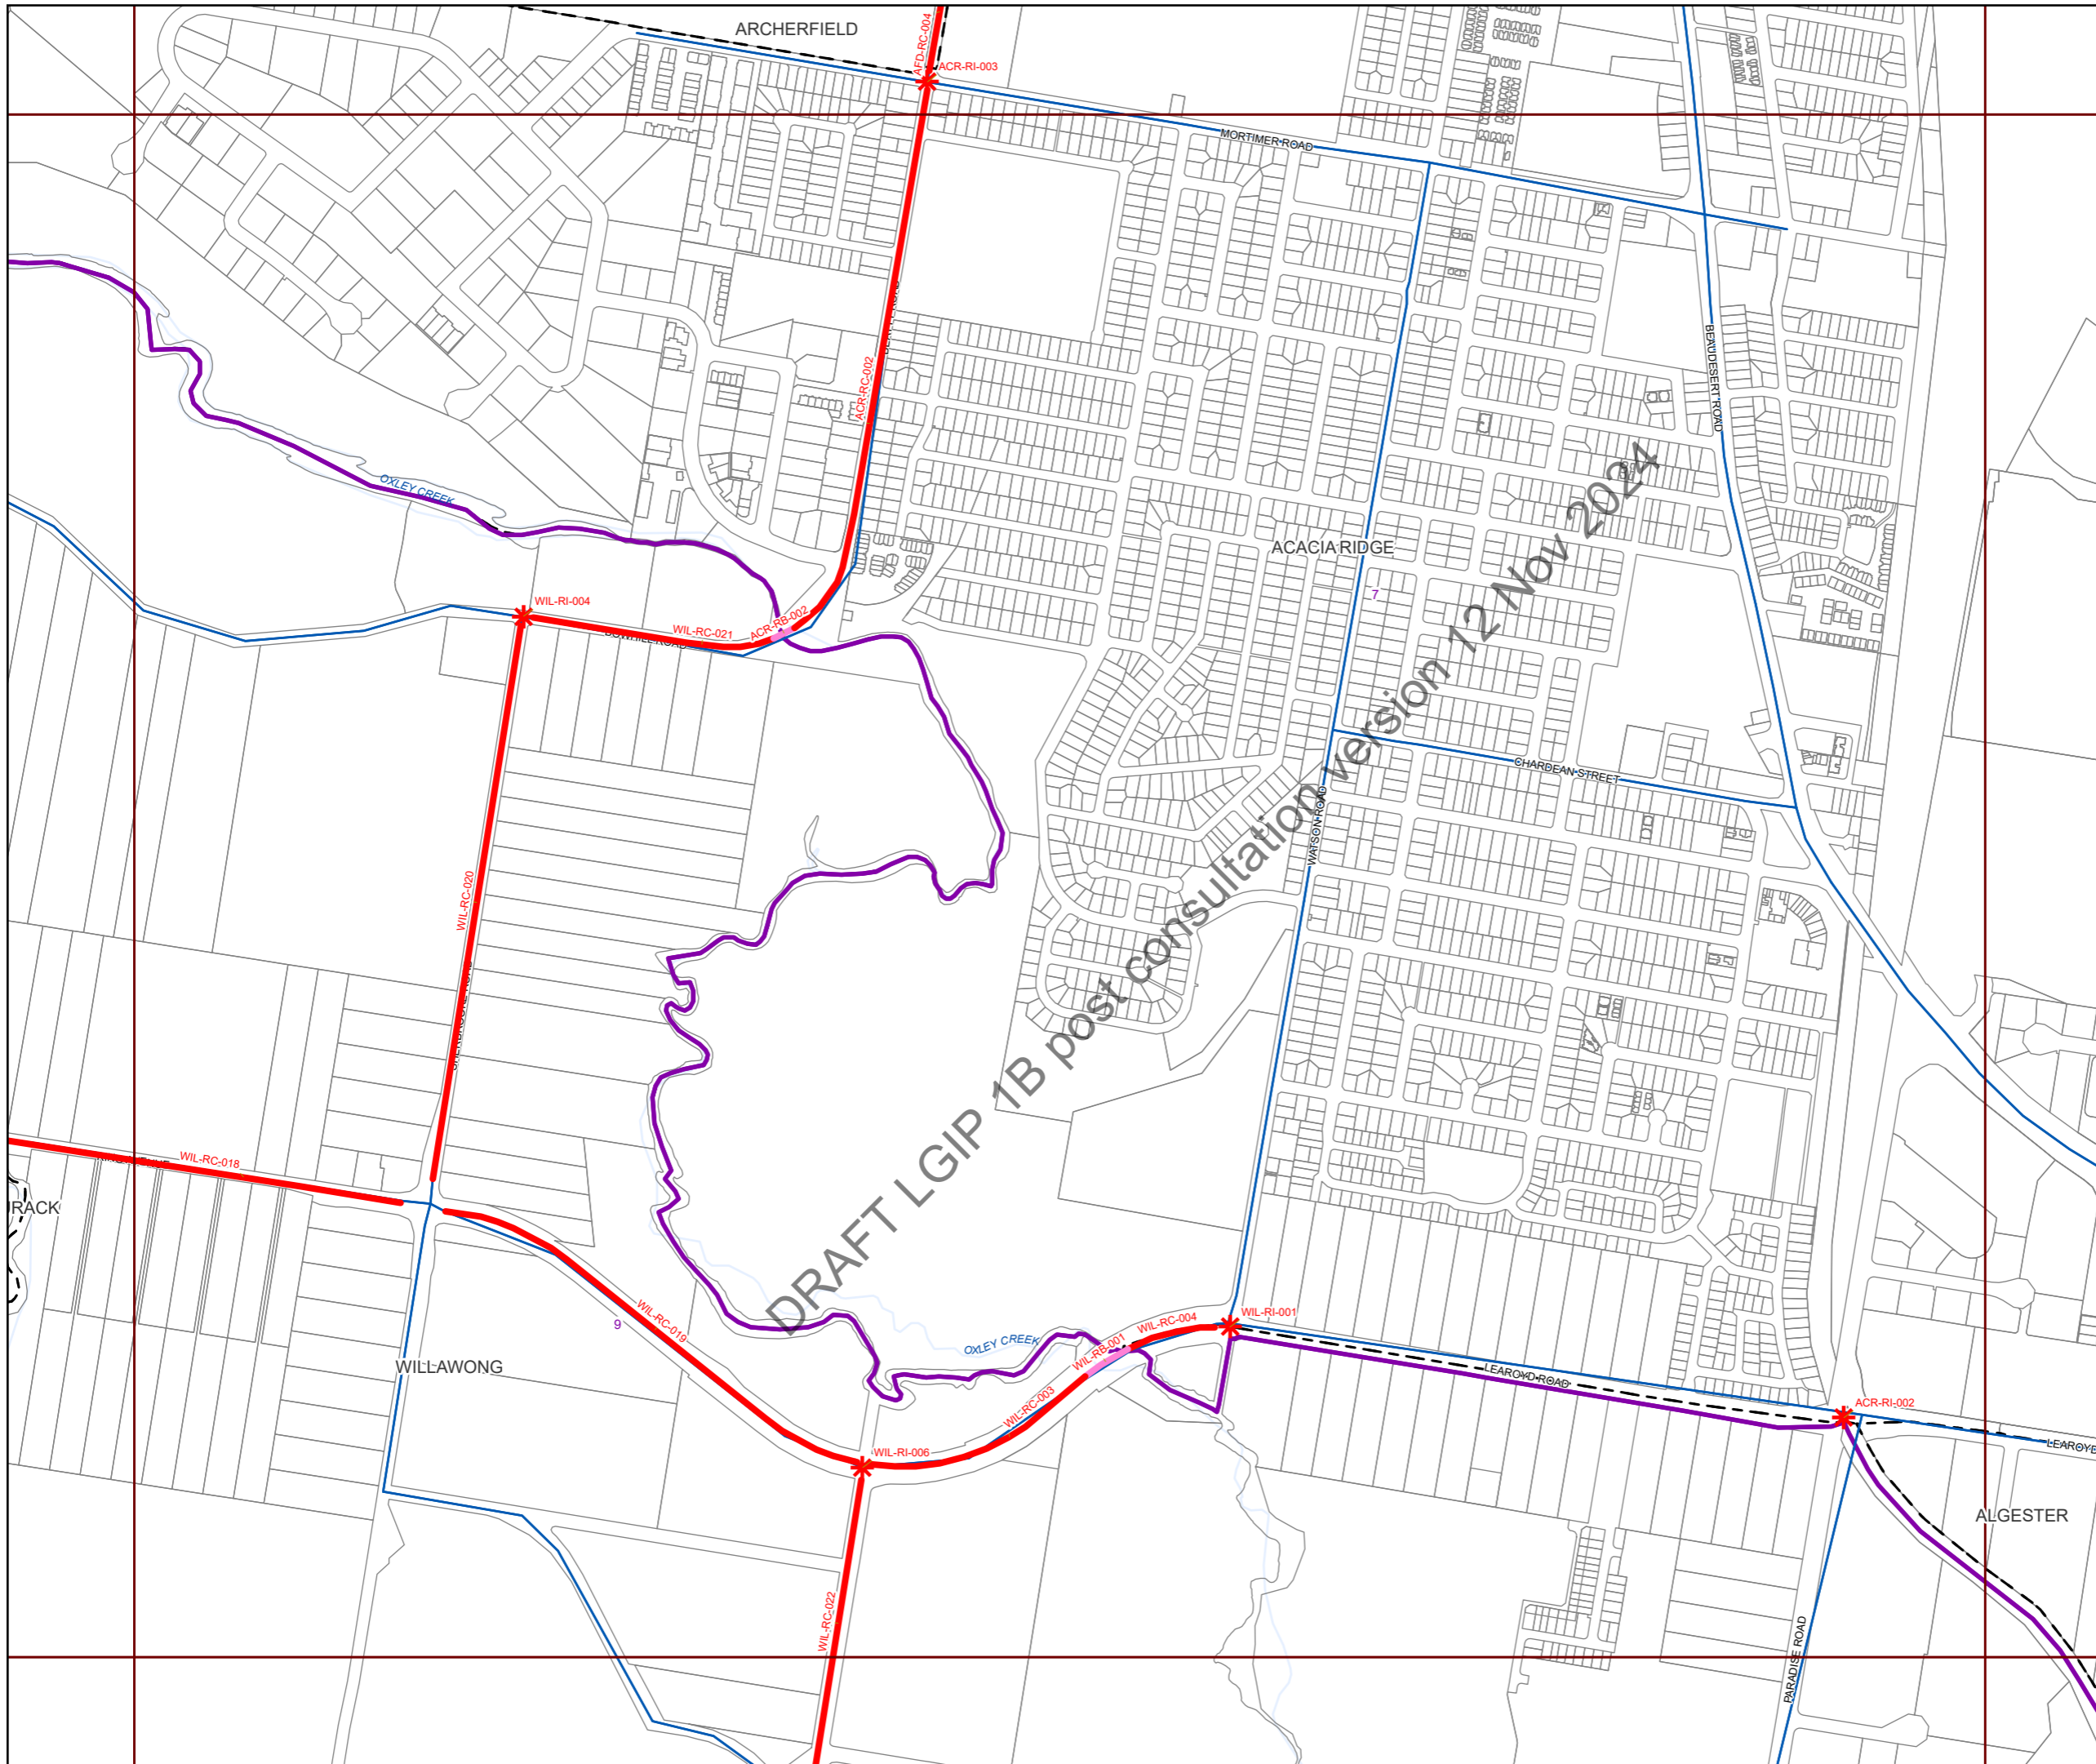 ARCHERFIELD
AFD-RC-004
ACR-RI-003
MORTIMER ROAD
ACR-RC-002
BEAUDESERT ROAD
OXLEY CREEK
ACACIA RIDGE
7
WIL-RI-004
WIL-RC-021
ACR-RB-002
CHARDEAN STREET
WATSON ROAD
WIL-RC-020
DRAFT LGIP 1B post consultation version 12 Nov 2024
WIL-RC-018
RACK
WIL-RC-019
9
WILLAWONG
OXLEY CREEK
WIL-RB-001
WIL-RC-004
WIL-RI-001
WIL-RC-003
LEAROYD ROAD
ACR-RI-002
LEAROYD
WIL-RI-006
ALGESTER
WIL-RC-022
PARADISE ROAD